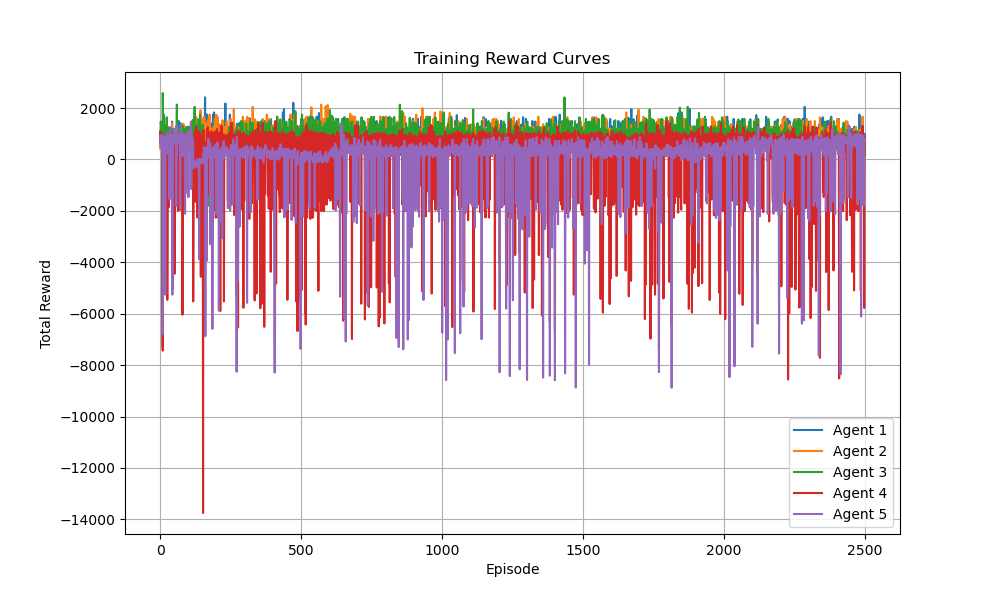 Training Reward Curves
2000
0
−2000
−4000
−6000
−8000
−10000
−12000
−14000
Total Reward
0
500
1000
1500
2000
2500
Episode
Agent 1
Agent 2
Agent 3
Agent 4
Agent 5